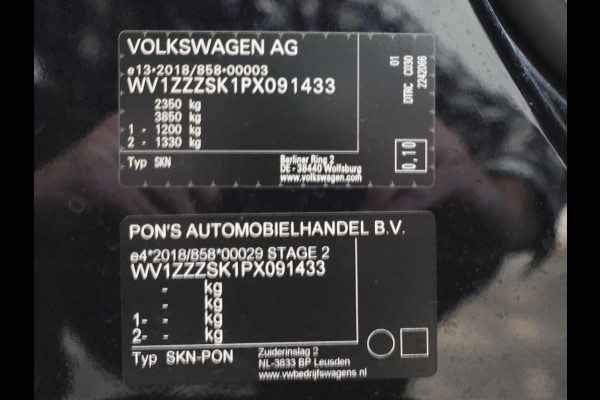 VOLKSWAGEN AG
e13*2018/858*00003
WV1ZZZSK1PX091433
2350 kg
3850 kg
1 - 1200 kg
2 - 1330 kg
Typ SKN
Berliner Ring 2
DE - 38440 Wolfsburg
www.volkswagen.com
01
DTRC C030
2242066
0,10
PON'S AUTOMOBIELHANDEL B.V.
e4*2018/858*00029 STAGE 2
WV1ZZZSK1PX091433
- kg
- kg
1- - kg
2- - kg
Typ SKN-PON
Zuiderinslag 2
NL-3833 BP Leusden
www.vwbedrijfswagens.nl